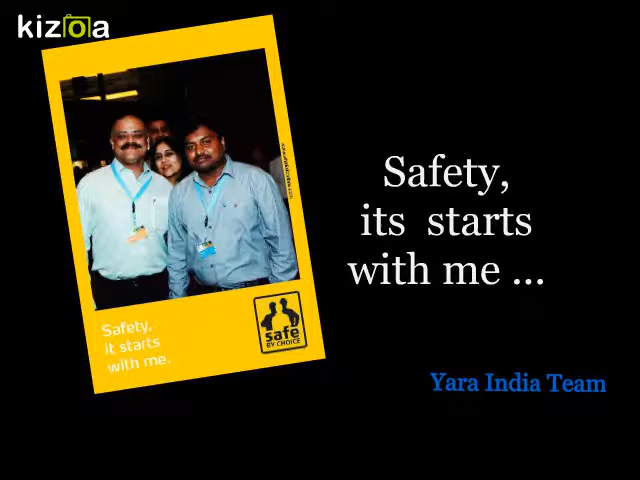 kizoa
Safety,
it starts
with me.
safe
BY CHOICE
Safety,
its starts
with me ...
Yara India Team